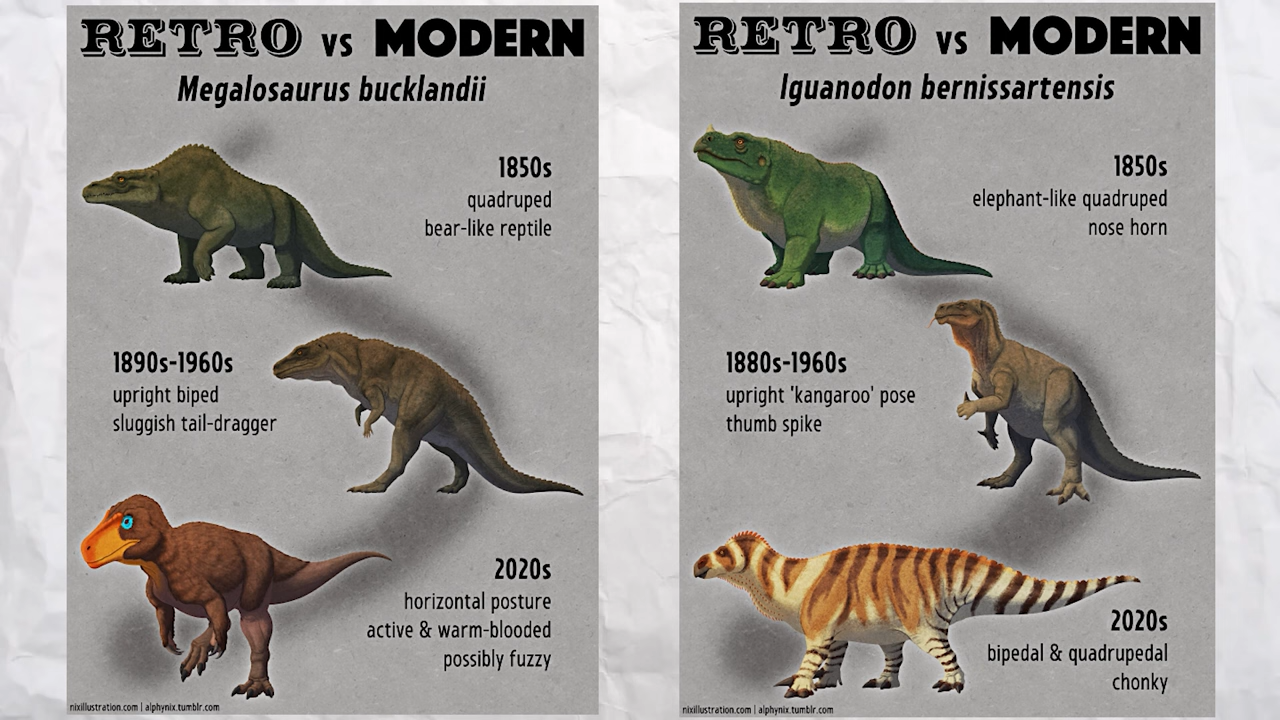 RETRO vs MODERN
Megalosaurus bucklandii
1850s
quadruped
bear-like reptile
1890s-1960s
upright biped
sluggish tail-dragger
2020s
horizontal posture
active & warm-blooded
possibly fuzzy
nixillustration.com | alphynix.tumblr.com
RETRO vs MODERN
Iguanodon bernissartensis
1850s
elephant-like quadruped
nose horn
1880s-1960s
upright 'kangaroo' pose
thumb spike
2020s
bipedal & quadrupedal
chonky
nixillustration.com | alphynix.tumblr.com